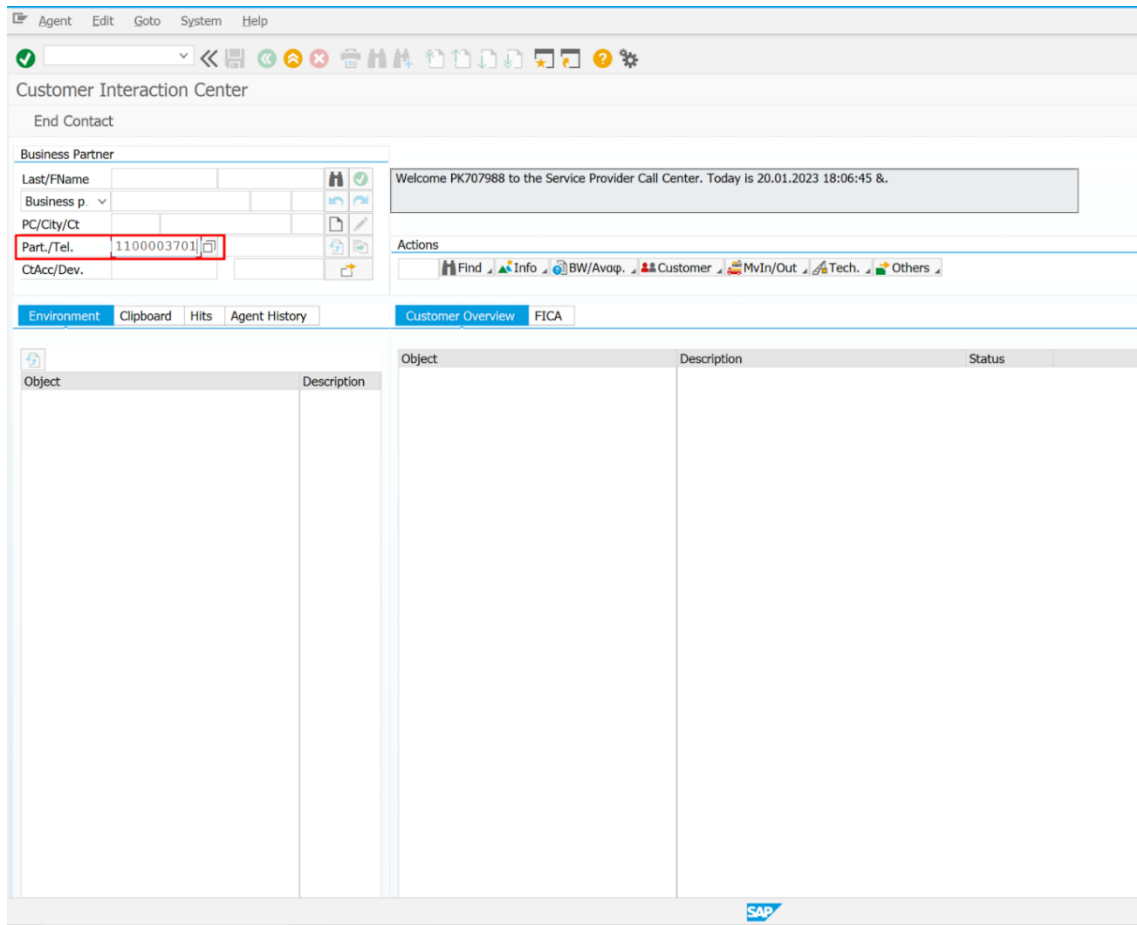 Agent Edit Goto System Help
Customer Interaction Center
End Contact
Business Partner
Last/FName
Business p.
PC/City/Ct
Part./Tel. 1100003701
CtAcc/Dev.
Welcome PK707988 to the Service Provider Call Center. Today is 20.01.2023 18:06:45 &.
Actions
Find Info BW/Αναφ. Customer MvIn/Out Tech. Others
Environment Clipboard Hits Agent History
Customer Overview FICA
Object Description
Object Description Status
SAP